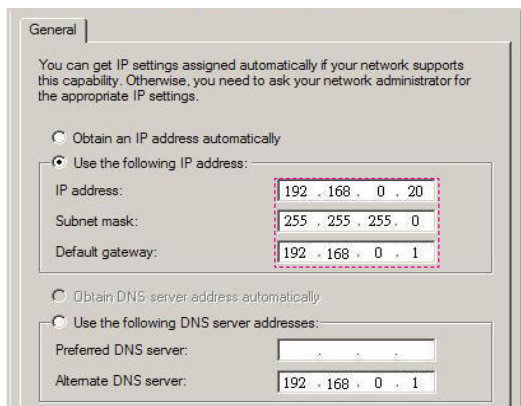 General
You can get IP settings assigned automatically if your network supports
this capability. Otherwise, you need to ask your network administrator for
the appropriate IP settings.
Obtain an IP address automatically
Use the following IP address:
IP address: 192 . 168 . 0 . 20
Subnet mask: 255 . 255 . 255 . 0
Default gateway: 192 . 168 . 0 . 1
Obtain DNS server address automatically
Use the following DNS server addresses:
Preferred DNS server: . . .
Alternate DNS server: 192 . 168 . 0 . 1